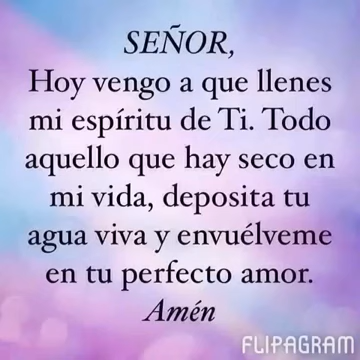 SEÑOR,
Hoy vengo a que llenes
mi espíritu de Ti. Todo
aquello que hay seco en
mi vida, deposita tu
agua viva y envuélveme
en tu perfecto amor.
Amén
FLIPAGRAM